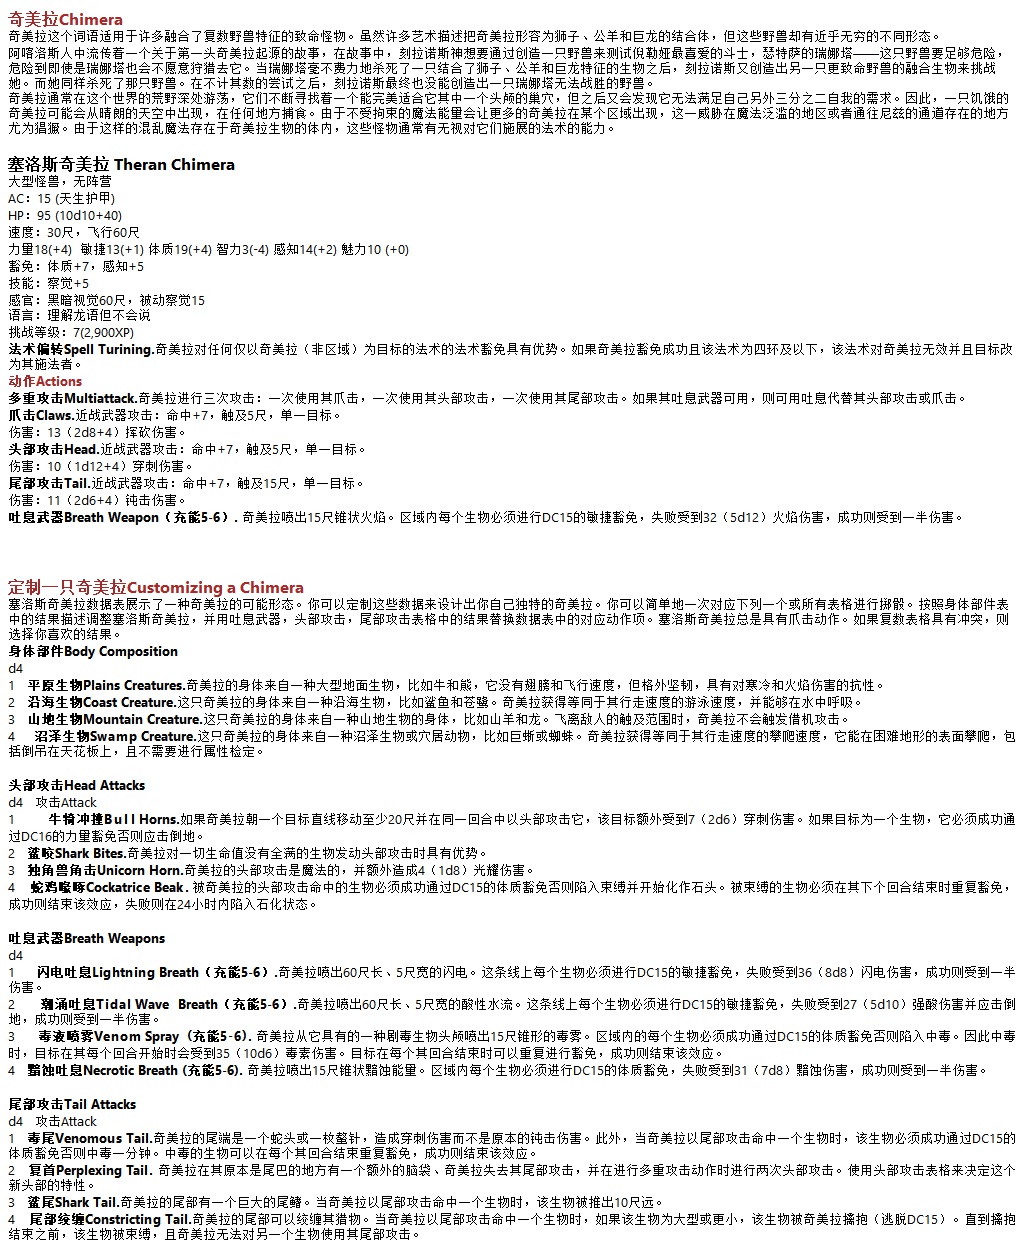 奇美拉Chimera
奇美拉这个词语适用于许多融合了复数野兽特征的致命怪物。虽然许多艺术描述把奇美拉形容为狮子、公羊和巨龙的结合体，但这些野兽却有近乎无穷的不同形态。
阿喀洛斯人中流传着一个关于第一头奇美拉起源的故事，在故事中，刻拉诺斯神想要通过创造一只野兽来测试倪勒娅最喜爱的斗士，瑟特萨的瑞娜塔——这只野兽要足够危险，
危险到即使是瑞娜塔也会不愿意狩猎去它。当瑞娜塔毫不费力地杀死了一只结合了狮子、公羊和巨龙特征的生物之后，刻拉诺斯又创造出另一只更致命野兽的融合生物来挑战
她。而她同样杀死了那只野兽。在不计其数的尝试之后，刻拉诺斯最终也没能创造出一只瑞娜塔无法战胜的野兽。
奇美拉通常在这个世界的荒野深处游荡，它们不断寻找着一个能完美适合它其中一个头颅的巢穴，但之后又会发现它无法满足自己另外三分之二自我的需求。因此，一只饥饿的
奇美拉可能会从晴朗的天空中出现，在任何地方捕食。由于不受拘束的魔法能量会让更多的奇美拉在某个区域出现，这一威胁在魔法泛滥的地区或者通往尼兹的通道存在的地方
尤为猖獗。由于这样的混乱魔法存在于奇美拉生物的体内，这些怪物通常有无视对它们施展的法术的能力。
塞洛斯奇美拉 Theran Chimera
大型怪兽，无阵营
AC：15 (天生护甲)
HP：95 (10d10+40)
速度：30尺，飞行60尺
力量18(+4) 敏捷13(+1) 体质19(+4) 智力3(-4) 感知14(+2) 魅力10 (+0)
豁免：体质+7，感知+5
技能：察觉+5
感官：黑暗视觉60尺，被动察觉15
语言：理解龙语但不会说
挑战等级：7(2,900XP)
法术偏转Spell Turining.奇美拉对任何仅以奇美拉（非区域）为目标的法术的法术豁免具有优势。如果奇美拉豁免成功且该法术为四环及以下，该法术对奇美拉无效并且目标改
为其施法者。
动作Actions
多重攻击Multiattack.奇美拉进行三次攻击：一次使用其爪击，一次使用其头部攻击，一次使用其尾部攻击。如果其吐息武器可用，则可用吐息代替其头部攻击或爪击。
爪击Claws.近战武器攻击：命中+7，触及5尺，单一目标。
伤害：13（2d8+4）挥砍伤害。
头部攻击Head.近战武器攻击：命中+7，触及5尺，单一目标。
伤害：10（1d12+4）穿刺伤害。
尾部攻击Tail.近战武器攻击：命中+7，触及15尺，单一目标。
伤害：11（2d6+4）钝击伤害。
吐息武器Breath Weapon（充能5-6）. 奇美拉喷出15尺锥状火焰。区域内每个生物必须进行DC15的敏捷豁免，失败受到32（5d12）火焰伤害，成功则受到一半伤害。
定制一只奇美拉Customizing a Chimera
塞洛斯奇美拉数据表展示了一种奇美拉的可能形态。你可以定制这些数据来设计出你自己独特的奇美拉。你可以简单地一次对应下列一个或所有表格进行掷骰。按照身体部件表
中的结果描述调整塞洛斯奇美拉，并用吐息武器，头部攻击，尾部攻击表格中的结果替换数据表中的对应动作项。塞洛斯奇美拉总是具有爪击动作。如果复数表格具有冲突，则
选择你喜欢的结果。
身体部件Body Composition
d4
1 平原生物Plains Creatures.奇美拉的身体来自一种大型地面生物，比如牛和熊，它没有翅膀和飞行速度，但格外坚韧，具有对寒冷和火焰伤害的抗性。
2 沿海生物Coast Creature.这只奇美拉的身体来自一种沿海生物，比如鲨鱼和苍鹭。奇美拉获得等同于其行走速度的游泳速度，并能够在水中呼吸。
3 山地生物Mountain Creature.这只奇美拉的身体来自一种山地生物的身体，比如山羊和龙。飞离敌人的触及范围时，奇美拉不会触发借机攻击。
4 沼泽生物Swamp Creature.这只奇美拉的身体来自一种沼泽生物或穴居动物，比如巨蜥或蜘蛛。奇美拉获得等同于其行走速度的攀爬速度，它能在困难地形的表面攀爬，包
括倒吊在天花板上，且不需要进行属性检定。
头部攻击Head Attacks
d4 攻击Attack
1 牛犄冲撞Bull Horns.如果奇美拉朝一个目标直线移动至少20尺并在同一回合中以头部攻击它，该目标额外受到7（2d6）穿刺伤害。如果目标为一个生物，它必须成功通
过DC16的力量豁免否则应击倒地。
2 鲨咬Shark Bites.奇美拉对一切生命值没有全满的生物发动头部攻击时具有优势。
3 独角兽角击Unicorn Horn.奇美拉的头部攻击是魔法的，并额外造成4（1d8）光耀伤害。
4 蛇鸡喙啄Cockatrice Beak. 被奇美拉的头部攻击命中的生物必须成功通过DC15的体质豁免否则陷入束缚并开始化作石头。被束缚的生物必须在其下个回合结束时重复豁免，
成功则结束该效应，失败则在24小时内陷入石化状态。
吐息武器Breath Weapons
d4
1 闪电吐息Lightning Breath（充能5-6）.奇美拉喷出60尺长、5尺宽的闪电。这条线上每个生物必须进行DC15的敏捷豁免，失败受到36（8d8）闪电伤害，成功则受到一半
伤害。
2 潮涌吐息Tidal Wave Breath（充能5-6）.奇美拉喷出60尺长、5尺宽的酸性水流。这条线上每个生物必须进行DC15的敏捷豁免，失败受到27（5d10）强酸伤害并应击倒
地，成功则受到一半伤害。
3 毒液喷雾Venom Spray (充能5-6). 奇美拉从它具有的一种剧毒生物头颅喷出15尺锥形的毒雾。区域内的每个生物必须成功通过DC15的体质豁免否则陷入中毒。因此中毒
时，目标在其每个回合开始时会受到35（10d6）毒素伤害。目标在每个其回合结束时可以重复进行豁免，成功则结束该效应。
4 黯蚀吐息Necrotic Breath (充能5-6). 奇美拉喷出15尺锥状黯蚀能量。区域内每个生物必须进行DC15的体质豁免，失败受到31（7d8）黯蚀伤害，成功则受到一半伤害。
尾部攻击Tail Attacks
d4 攻击Attack
1 毒尾Venomous Tail.奇美拉的尾端是一个蛇头或一枚螯针，造成穿刺伤害而不是原本的钝击伤害。此外，当奇美拉以尾部攻击命中一个生物时，该生物必须成功通过DC15的
体质豁免否则中毒一分钟。中毒的生物可以在每个其回合结束重复豁免，成功则结束该效应。
2 复首Perplexing Tail. 奇美拉在其原本是尾巴的地方有一个额外的脑袋、奇美拉失去其尾部攻击，并在进行多重攻击动作时进行两次头部攻击。使用头部攻击表格来决定这个
新头部的特性。
3 鲨尾Shark Tail.奇美拉的尾部有一个巨大的尾鳍。当奇美拉以尾部攻击命中一个生物时，该生物被推出10尺远。
4 尾部绞缠Constricting Tail.奇美拉的尾部可以绞缠其猎物。当奇美拉以尾部攻击命中一个生物时，如果该生物为大型或更小，该生物被奇美拉擒抱（逃脱DC15）。直到擒抱
结束之前，该生物被束缚，且奇美拉无法对另一个生物使用其尾部攻击。